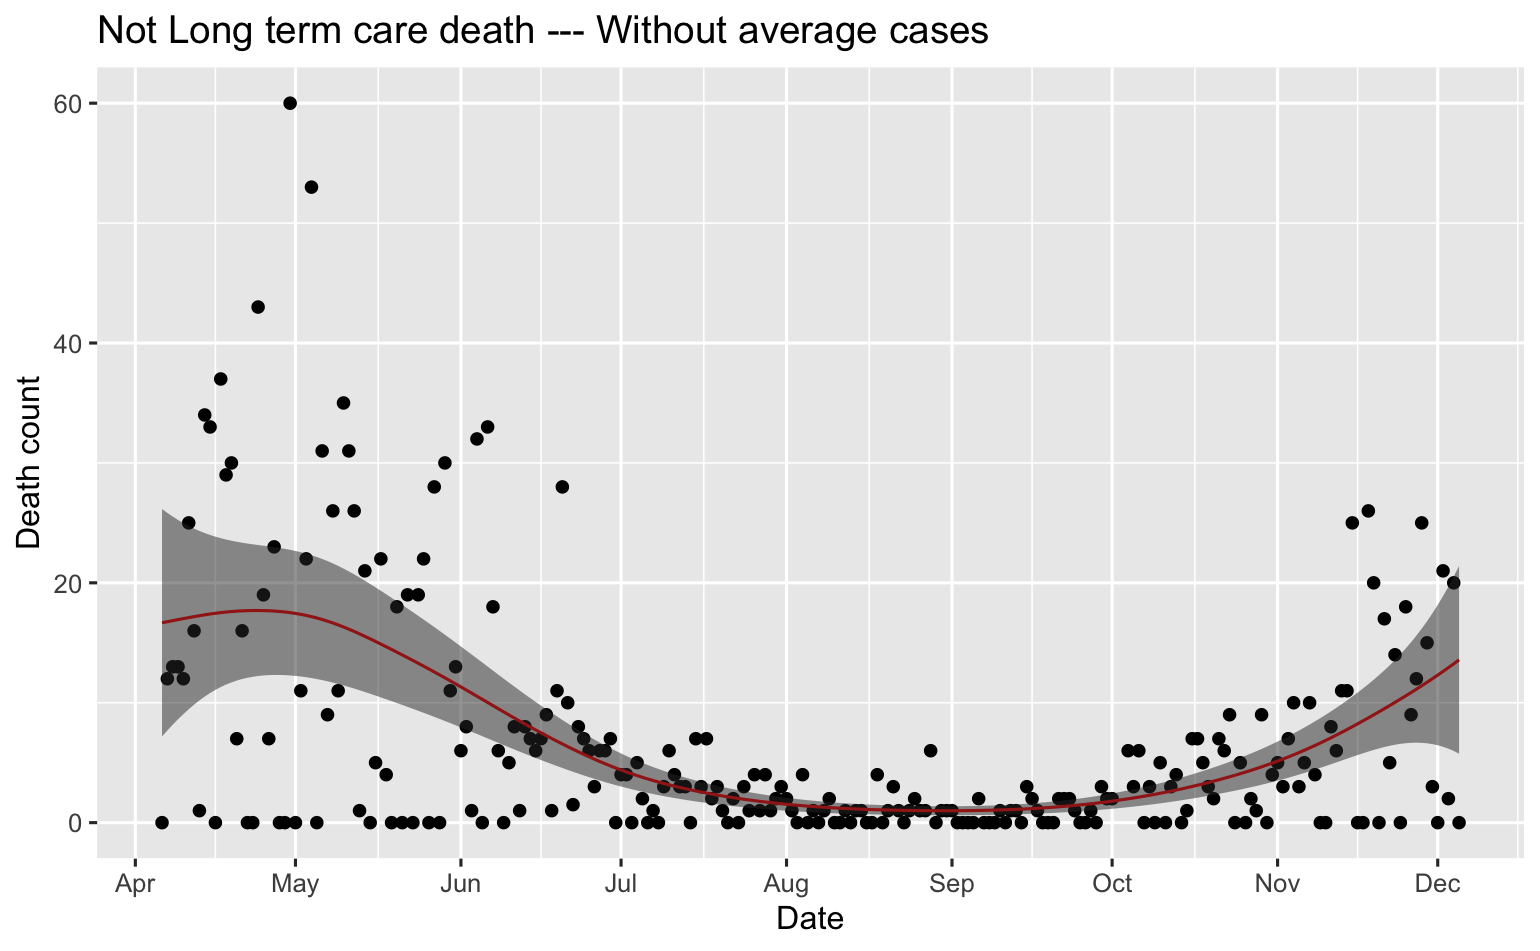 Not Long term care death --- Without average cases
60
40
20
0
Death count
Apr May Jun Jul Aug Sep Oct Nov Dec
Date